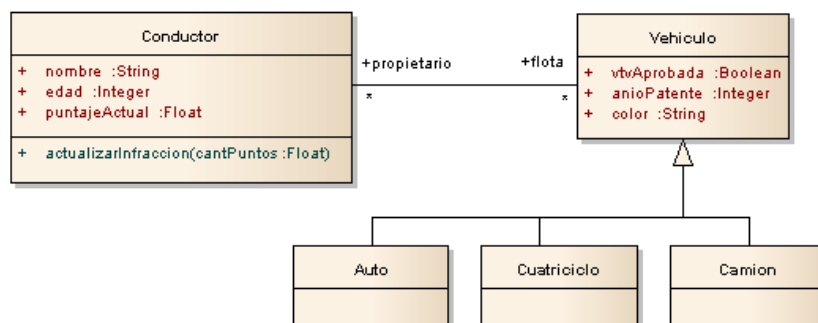 Conductor
+ nombre :String
+ edad :Integer
+ puntajeActual :Float
+ actualizarInfraccion(cantPuntos :Float)
+propietario
*
+flota
*
Vehiculo
+ vtvAprobada :Boolean
+ anioPatente :Integer
+ color :String
Auto
Cuatriciclo
Camion